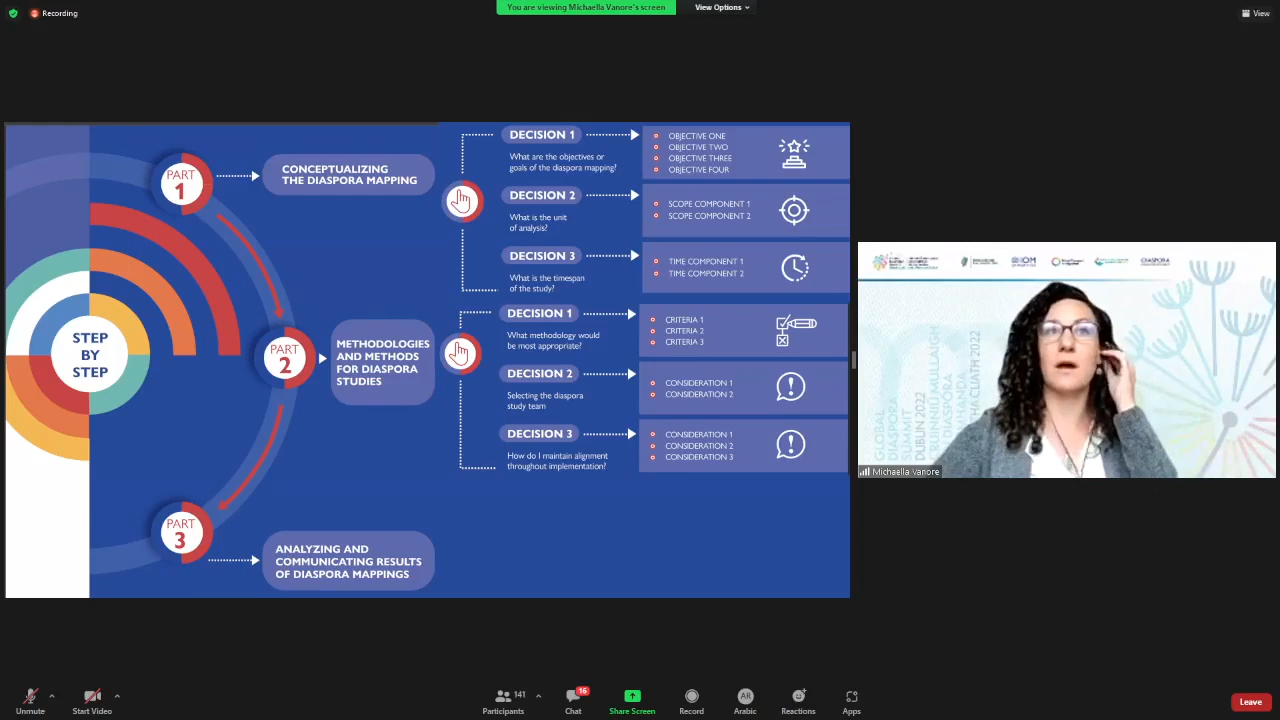 Recording
You are viewing Michaella Vanore's screen
View Options
View
PART
1
CONCEPTUALIZING
THE DIASPORA MAPPING
DECISION 1
What are the objectives or
goals of the diaspora mapping?
OBJECTIVE ONE
OBJECTIVE TWO
OBJECTIVE THREE
OBJECTIVE FOUR
DECISION 2
What is the unit
of analysis?
SCOPE COMPONENT 1
SCOPE COMPONENT 2
DECISION 3
What is the timespan
of the study?
TIME COMPONENT 1
TIME COMPONENT 2
STEP
BY
STEP
PART
2
METHODOLOGIES
AND METHODS
FOR DIASPORA
STUDIES
DECISION 1
What methodology would
be most appropriate?
CRITERIA 1
CRITERIA 2
CRITERIA 3
DECISION 2
Selecting the diaspora
study team
CONSIDERATION 1
CONSIDERATION 2
DECISION 3
How do I maintain alignment
throughout implementation?
CONSIDERATION 1
CONSIDERATION 2
CONSIDERATION 3
PART
3
ANALYZING AND
COMMUNICATING RESULTS
OF DIASPORA MAPPINGS
IOM
DIASPORA
GLOBAL
DIASPORA
SUMMIT
DUBLIN 2022
Michaella Vanore
Unmute
Start Video
141
Participants
16
Chat
Share Screen
Record
AR
Arabic
Reactions
Apps
Leave